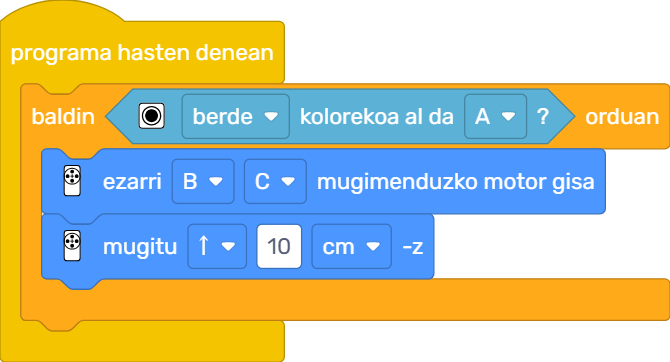 programa hasten denean
baldin berde kolorekoa al da A ? orduan
ezarri B C mugimenduzko motor gisa
mugitu ↑ 10 cm -z